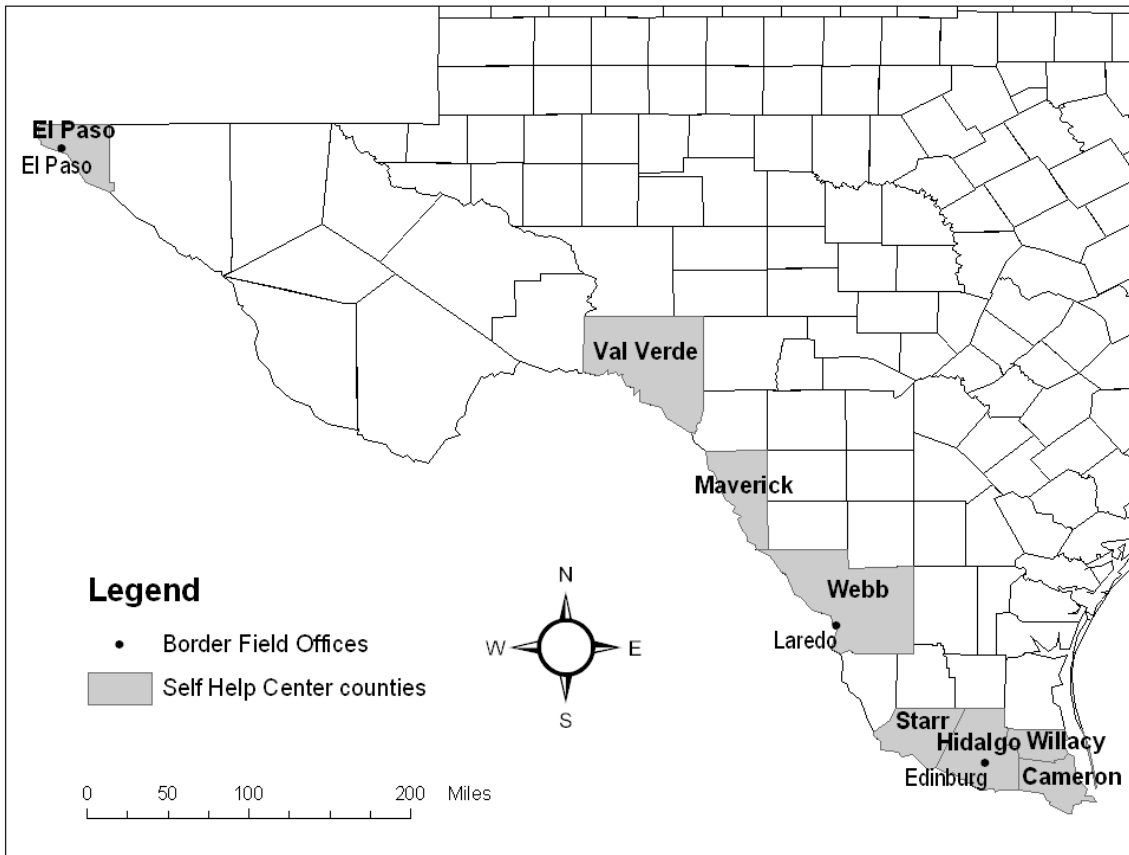 El Paso
El Paso
Val Verde
Maverick
Webb
Laredo
Starr
Hidalgo
Willacy
Edinburg
Cameron
Legend
Border Field Offices
Self Help Center counties
N
W
E
S
0 50 100 200 Miles